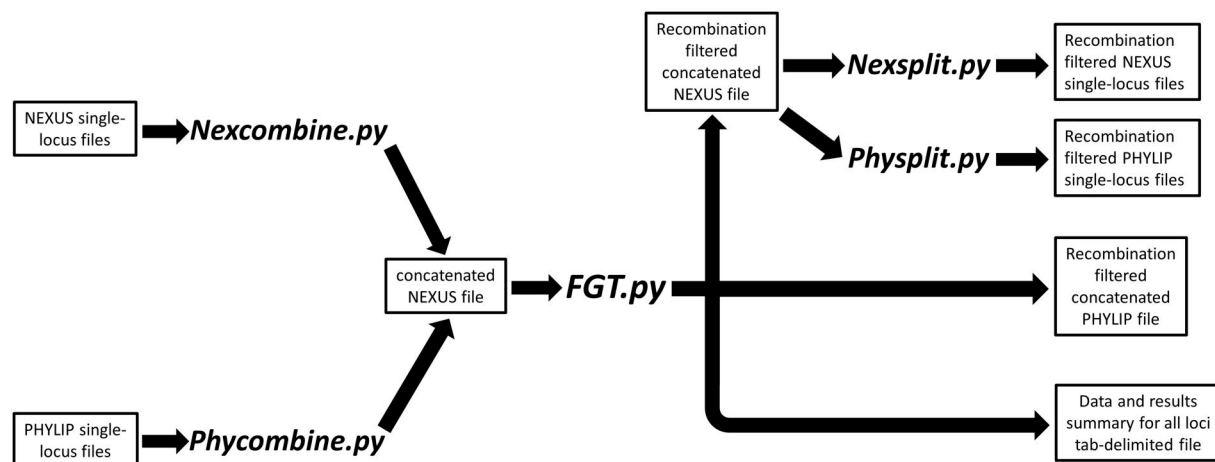 NEXUS single-
locus files
Nexcombine.py
PHYLIP single-
locus files
Phycombine.py
concatenated
NEXUS file
FGT.py
Recombination
filtered
concatenated
NEXUS file
Nexsplit.py
Recombination
filtered NEXUS
single-locus files
Physplit.py
Recombination
filtered PHYLIP
single-locus files
Recombination
filtered
concatenated
PHYLIP file
Data and results
summary for all loci
tab-delimited file